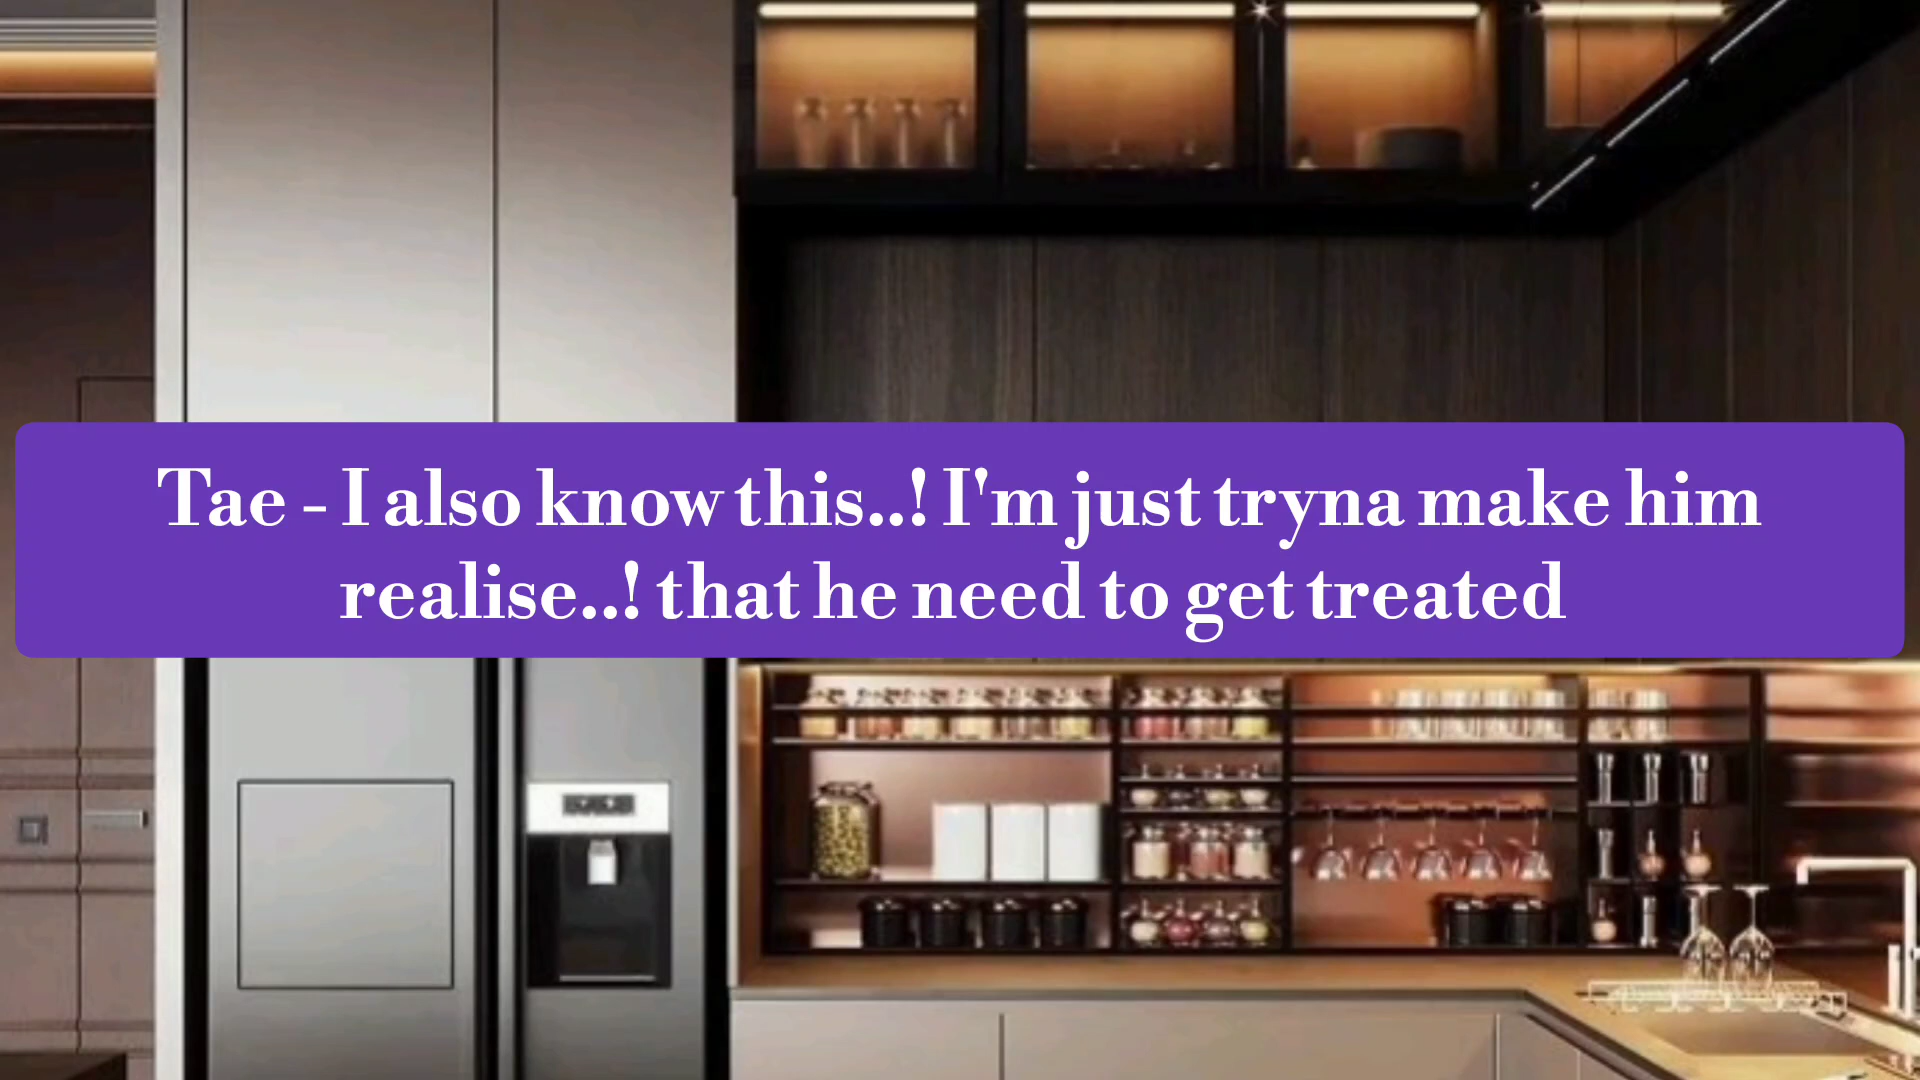 Tae - I also know this..! I'm just tryna make him
realise..! that he need to get treated